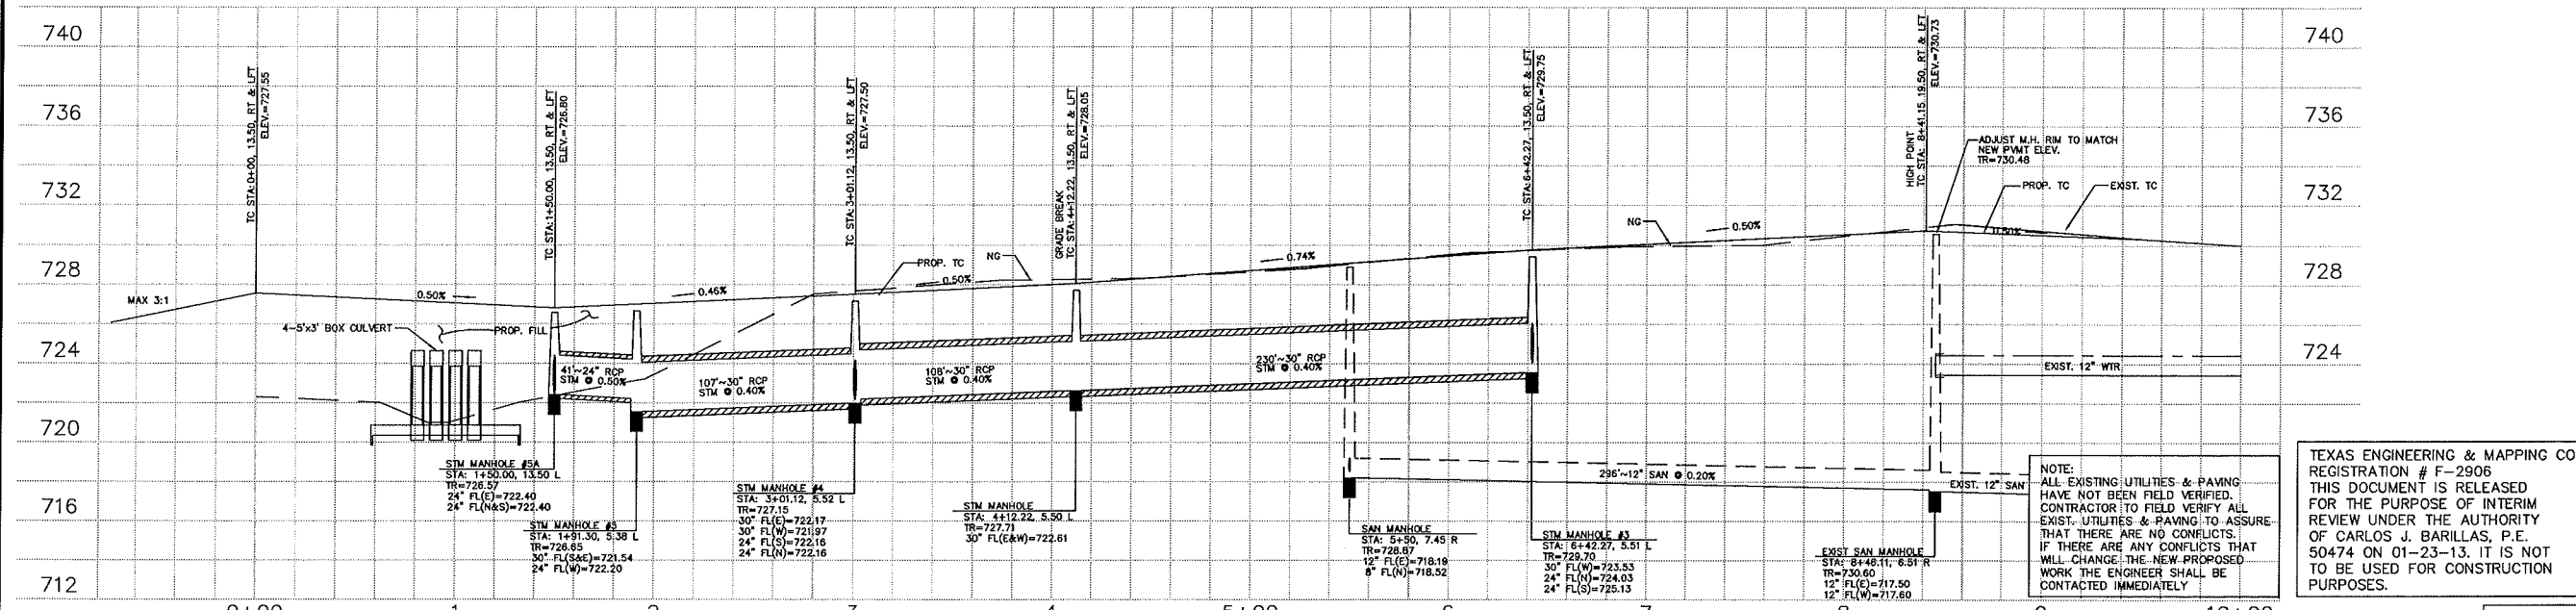 740
736
732
728
724
720
716
712
740
736
732
728
724
TC STA: 0+00, 13.50, RT & LFT
ELEV.=727.55
TC STA: 1+50.00, 13.50, RT & LFT
ELEV.=726.80
TC STA: 3+01.12, 13.50, RT & LFT
ELEV.=727.50
GRADE BREAK
TC STA: 4+12.22, 13.50, RT & LFT
ELEV.=728.05
TC STA: 6+42.27, 13.50, RT & LFT
ELEV.=729.75
HIGH POINT
TC STA: 8+41.15, 19.50, RT & LFT
ELEV.=730.73
ADJUST M.H. RIM TO MATCH
NEW PVMT ELEV.
TR=730.48
PROP. TC
EXIST. TC
MAX 3:1
0.50%
0.46%
PROP. TC
NG
0.50%
0.74%
NG
0.50%
0.50%
4-5'x3' BOX CULVERT
PROP. FILL
41'~24" RCP
STM @ 0.50%
107'~30" RCP
STM @ 0.40%
108'~30" RCP
STM @ 0.40%
230'~30" RCP
STM @ 0.40%
EXIST. 12" WTR
296'~12" SAN @ 0.20%
EXIST. 12" SAN
STM MANHOLE #5A
STA: 1+50.00, 13.50 L
TR=726.57
24" FL(E)=722.40
24" FL(N&S)=722.40
STM MANHOLE #5
STA: 1+91.30, 5.38 L
TR=726.65
30" FL(S&E)=721.54
24" FL(W)=722.20
STM MANHOLE #4
STA: 3+01.12, 5.52 L
TR=727.15
30" FL(E)=722.17
30" FL(W)=721.97
24" FL(S)=722.16
24" FL(N)=722.16
STM MANHOLE
STA: 4+12.22, 5.50 L
TR=727.71
30" FL(E&W)=722.61
SAN MANHOLE
STA: 5+50, 7.45 R
TR=728.87
12" FL(E)=718.19
8" FL(N)=718.52
STM MANHOLE #3
STA: 6+42.27, 5.51 L
TR=729.70
30" FL(W)=723.53
24" FL(N)=724.03
24" FL(S)=725.13
EXIST SAN MANHOLE
STA: 8+46.11, 6.51 R
TR=730.60
12" FL(E)=717.50
12" FL(W)=717.60
NOTE:
ALL EXISTING UTILITIES & PAVING
HAVE NOT BEEN FIELD VERIFIED.
CONTRACTOR TO FIELD VERIFY ALL
EXIST. UTILITIES & PAVING TO ASSURE
THAT THERE ARE NO CONFLICTS.
IF THERE ARE ANY CONFLICTS THAT
WILL CHANGE THE NEW PROPOSED
WORK THE ENGINEER SHALL BE
CONTACTED IMMEDIATELY
TEXAS ENGINEERING & MAPPING CO
REGISTRATION # F-2906
THIS DOCUMENT IS RELEASED
FOR THE PURPOSE OF INTERIM
REVIEW UNDER THE AUTHORITY
OF CARLOS J. BARILLAS, P.E.
50474 ON 01-23-13. IT IS NOT
TO BE USED FOR CONSTRUCTION
PURPOSES.